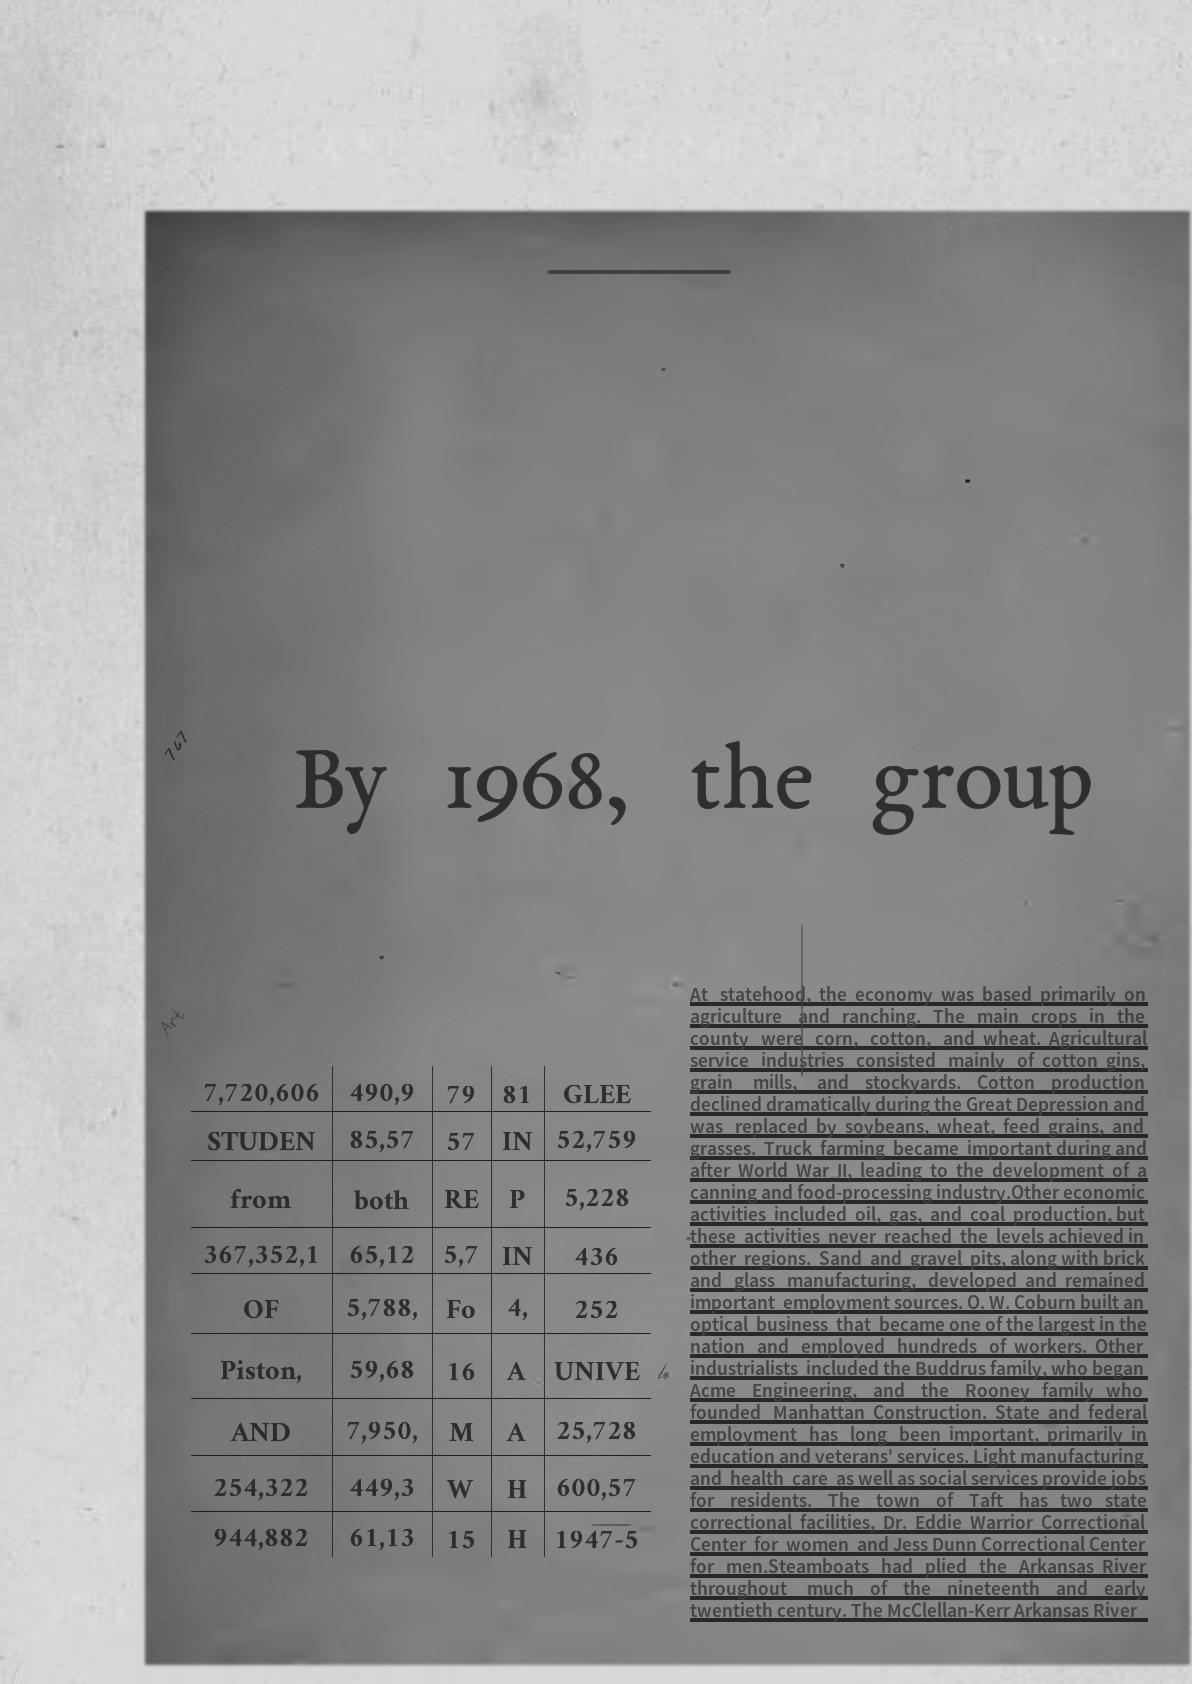 767
By 1968, the group
Art
7,720,606 490,9 79 81 GLEE
STUDEN 85,57 57 IN 52,759
from both RE P 5,228
367,352,1 65,12 5,7 IN 436
OF 5,788, Fo 4, 252
Piston, 59,68 16 A UNIVE
AND 7,950, M A 25,728
254,322 449,3 W H 600,57
944,882 61,13 15 H 1947-5
At statehood, the economy was based primarily on
agriculture and ranching. The main crops in the
county were corn, cotton, and wheat. Agricultural
service industries consisted mainly of cotton gins,
grain mills, and stockyards. Cotton production
declined dramatically during the Great Depression and
was replaced by soybeans, wheat, feed grains, and
grasses. Truck farming became important during and
after World War II, leading to the development of a
canning and food-processing industry.Other economic
activities included oil, gas, and coal production, but
these activities never reached the levels achieved in
other regions. Sand and gravel pits, along with brick
and glass manufacturing, developed and remained
important employment sources. O. W. Coburn built an
optical business that became one of the largest in the
nation and employed hundreds of workers. Other
industrialists included the Buddrus family, who began
Acme Engineering, and the Rooney family who
founded Manhattan Construction. State and federal
employment has long been important, primarily in
education and veterans' services. Light manufacturing
and health care as well as social services provide jobs
for residents. The town of Taft has two state
correctional facilities, Dr. Eddie Warrior Correctional
Center for women and Jess Dunn Correctional Center
for men.Steamboats had plied the Arkansas River
throughout much of the nineteenth and early
twentieth century. The McClellan-Kerr Arkansas River